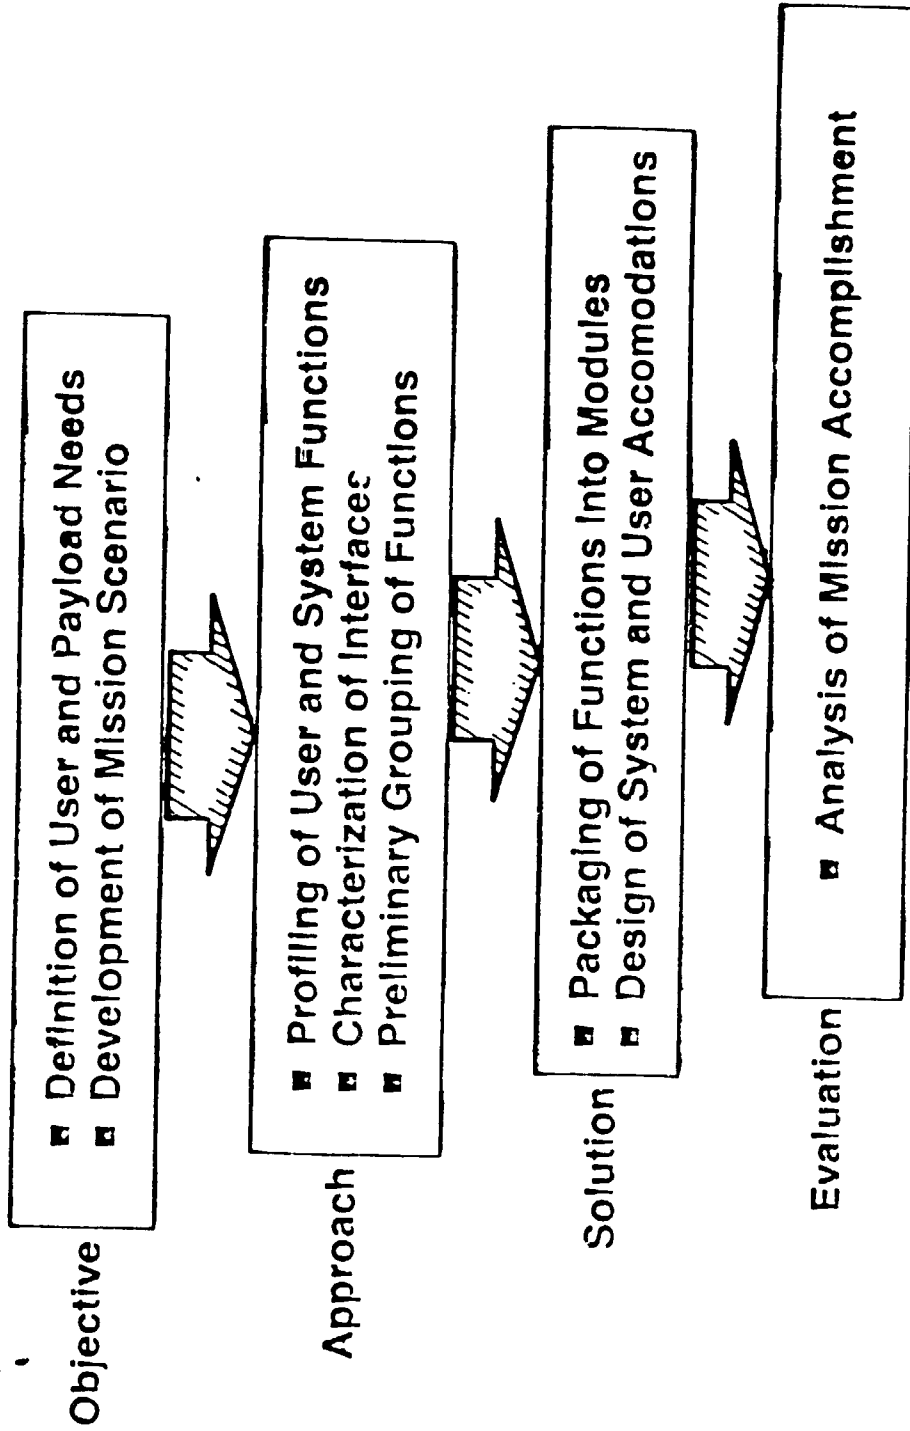 Objective
Definition of User and Payload Needs
Development of Mission Scenario
Approach
Profiling of User and System Functions
Characterization of Interfaces
Preliminary Grouping of Functions
Solution
Packaging of Functions Into Modules
Design of System and User Accomodations
Evaluation
Analysis of Mission Accomplishment